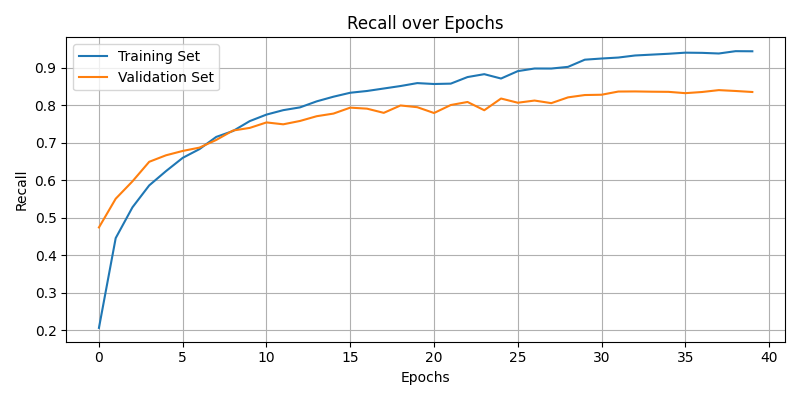 Recall over Epochs
Training Set
Validation Set
Recall
0.9
0.8
0.7
0.6
0.5
0.4
0.3
0.2
0 5 10 15 20 25 30 35 40
Epochs